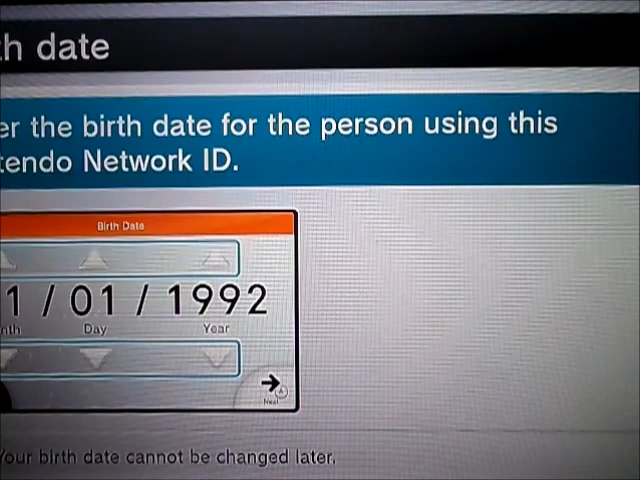 h date
er the birth date for the person using this
tendo Network ID.
Birth Date
1 / 01 / 1992
nth Day Year
Next
Your birth date cannot be changed later.